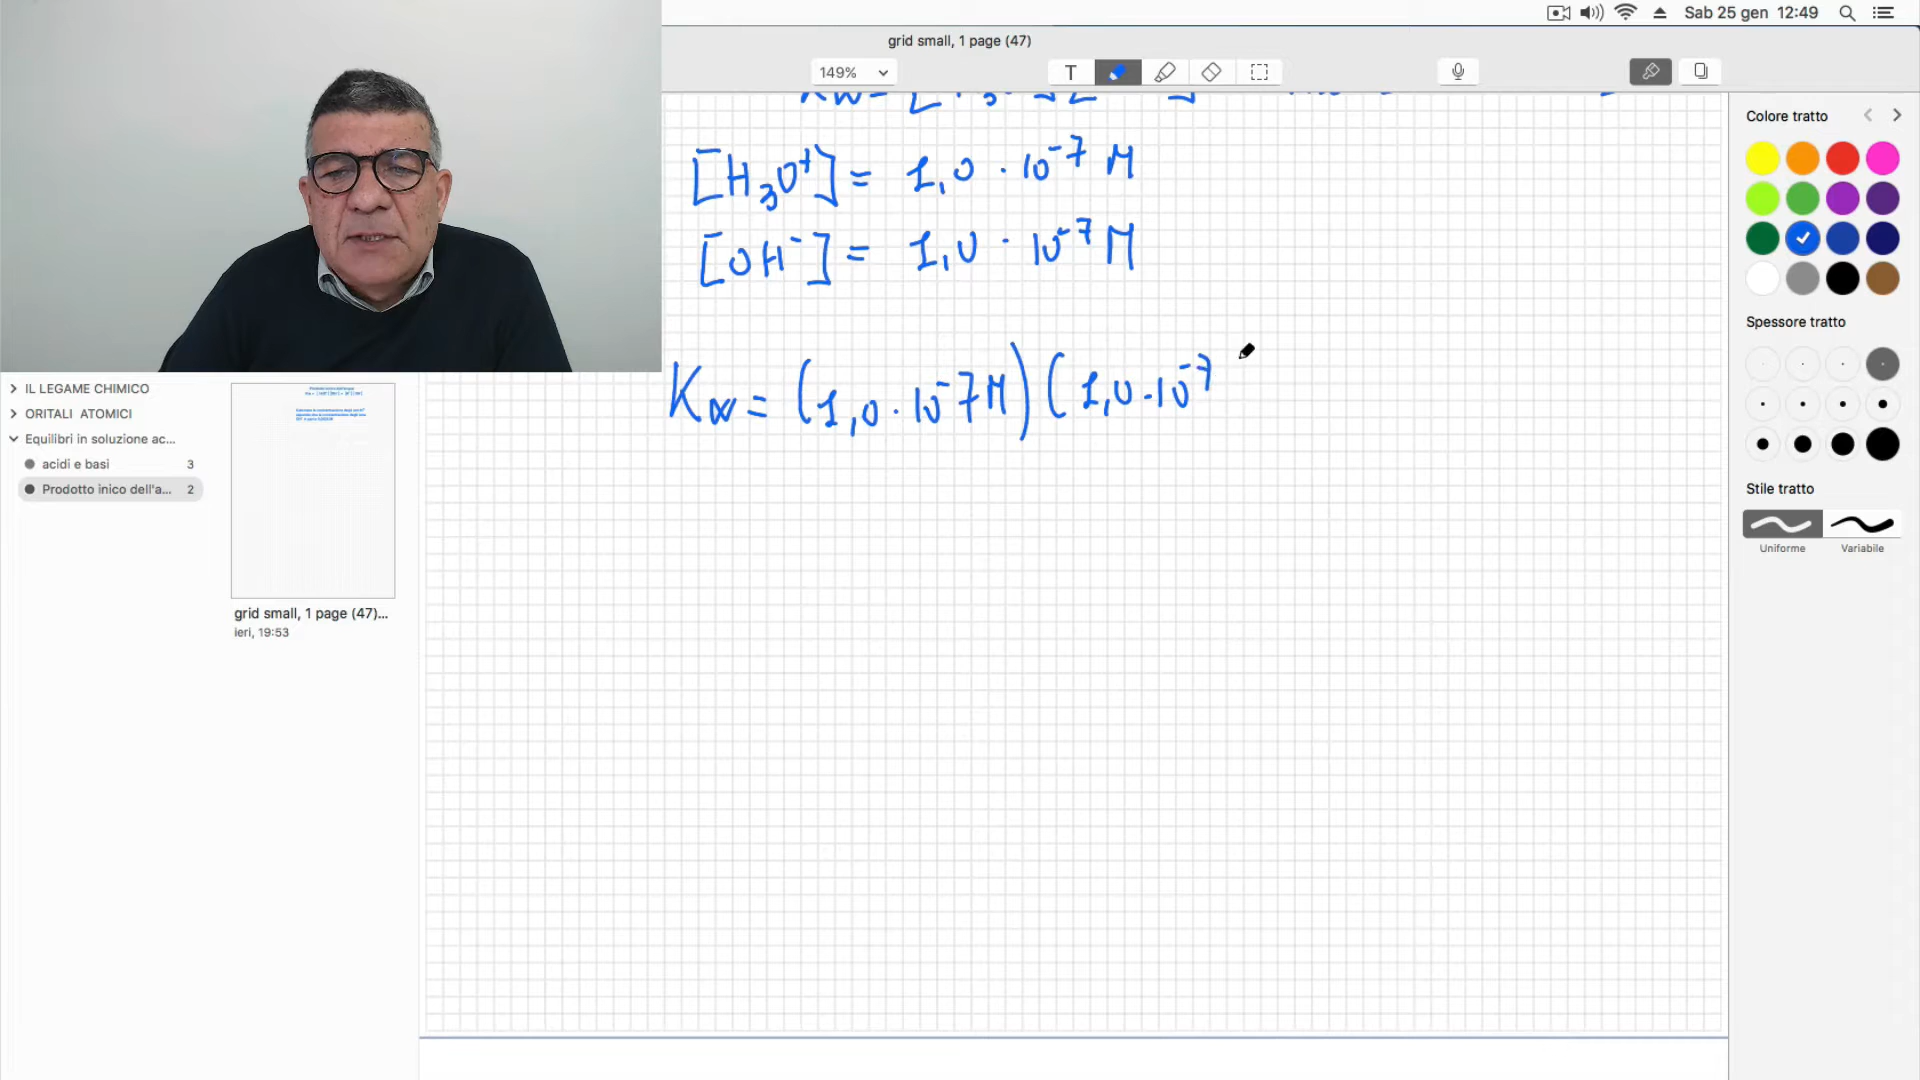 Sab 25 gen 12:49
grid small, 1 page (47)
149%
T
[H₃O⁺] = 1,0 · 10⁻⁷ M
[OH⁻] = 1,0 · 10⁻⁷ M
Kw = (1,0 · 10⁻⁷ M) (1,0 · 10⁻⁷
IL LEGAME CHIMICO
ORITALI ATOMICI
Equilibri in soluzione ac...
acidi e basi 3
Prodotto inico dell'a... 2
grid small, 1 page (47)...
ieri, 19:53
Colore tratto
Spessore tratto
Stile tratto
Uniforme Variabile